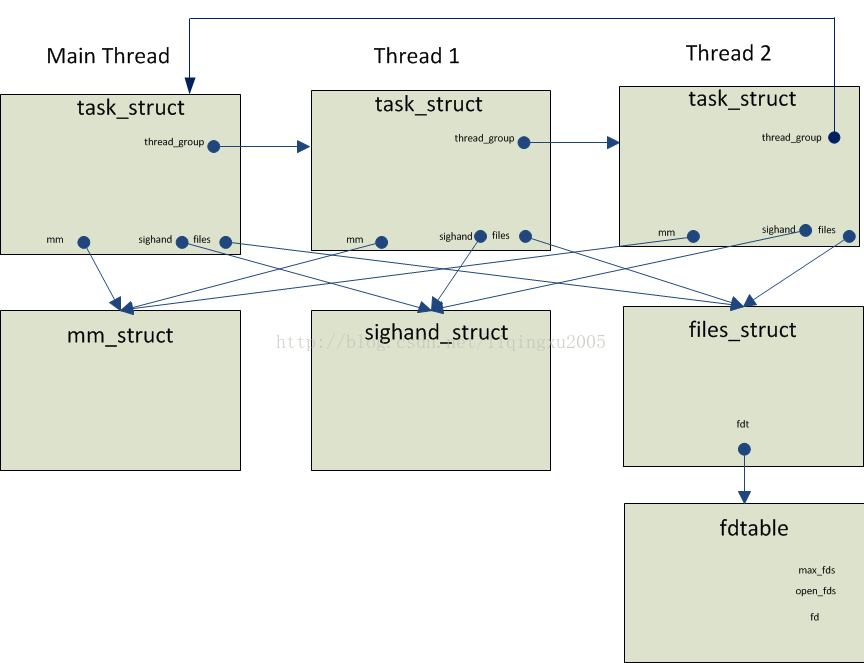 Main Thread
Thread 1
Thread 2
task_struct
task_struct
task_struct
thread_group
thread_group
thread_group
mm
sighand
files
mm
sighand
files
mm
sighand
files
mm_struct
sighand_struct
files_struct
http://blog.csdn.net/liqingxu2005
fdt
fdtable
max_fds
open_fds
fd